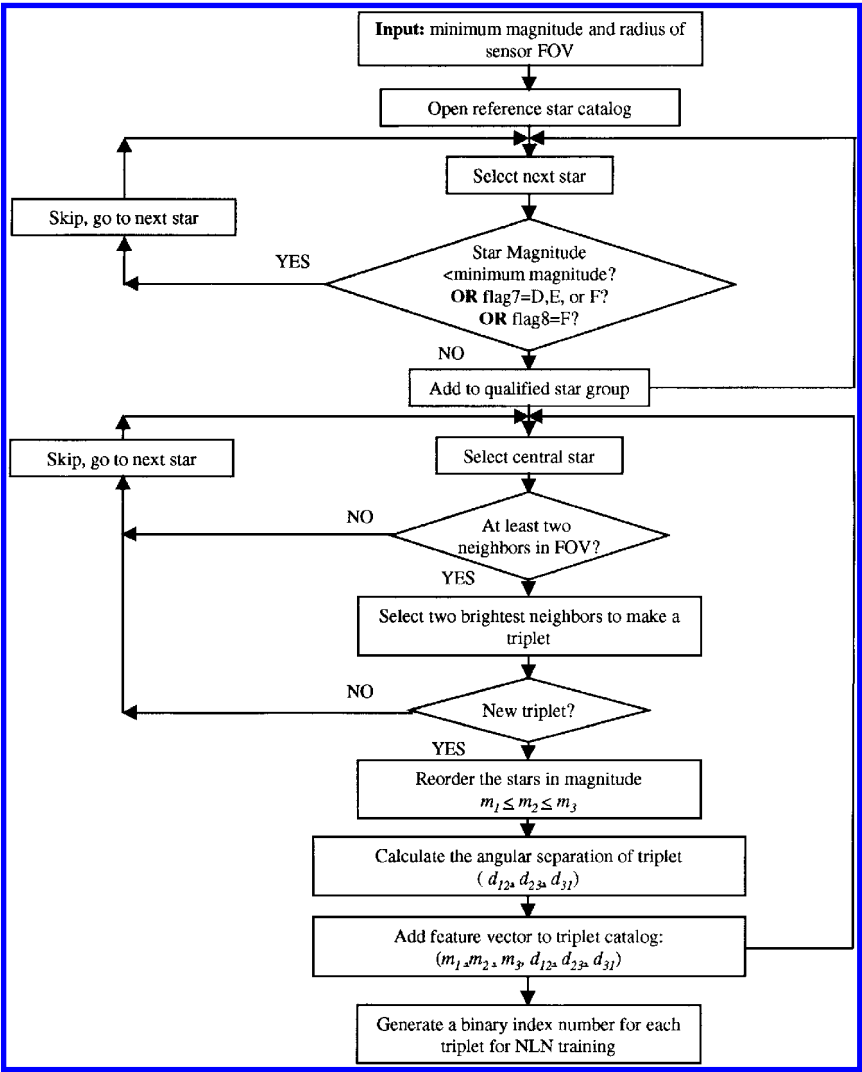 Input: minimum magnitude and radius of
sensor FOV
Open reference star catalog
Select next star
Skip, go to next star
YES
Star Magnitude
<minimum magnitude?
OR flag7=D,E, or F?
OR flag8=F?
NO
Add to qualified star group
Skip, go to next star
Select central star
NO
At least two
neighbors in FOV?
YES
Select two brightest neighbors to make a
triplet
NO
New triplet?
YES
Reorder the stars in magnitude
m1 ≤ m2 ≤ m3
Calculate the angular separation of triplet
( d12, d23, d31)
Add feature vector to triplet catalog:
(m1, m2, m3, d12, d23, d31)
Generate a binary index number for each
triplet for NLN training